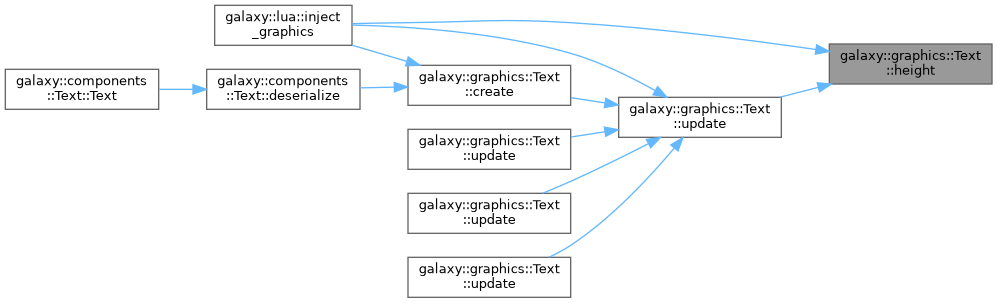 galaxy::lua::inject
_graphics
galaxy::graphics::Text
::height
galaxy::components
::Text::Text
galaxy::components
::Text::deserialize
galaxy::graphics::Text
::create
galaxy::graphics::Text
::update
galaxy::graphics::Text
::update
galaxy::graphics::Text
::update
galaxy::graphics::Text
::update